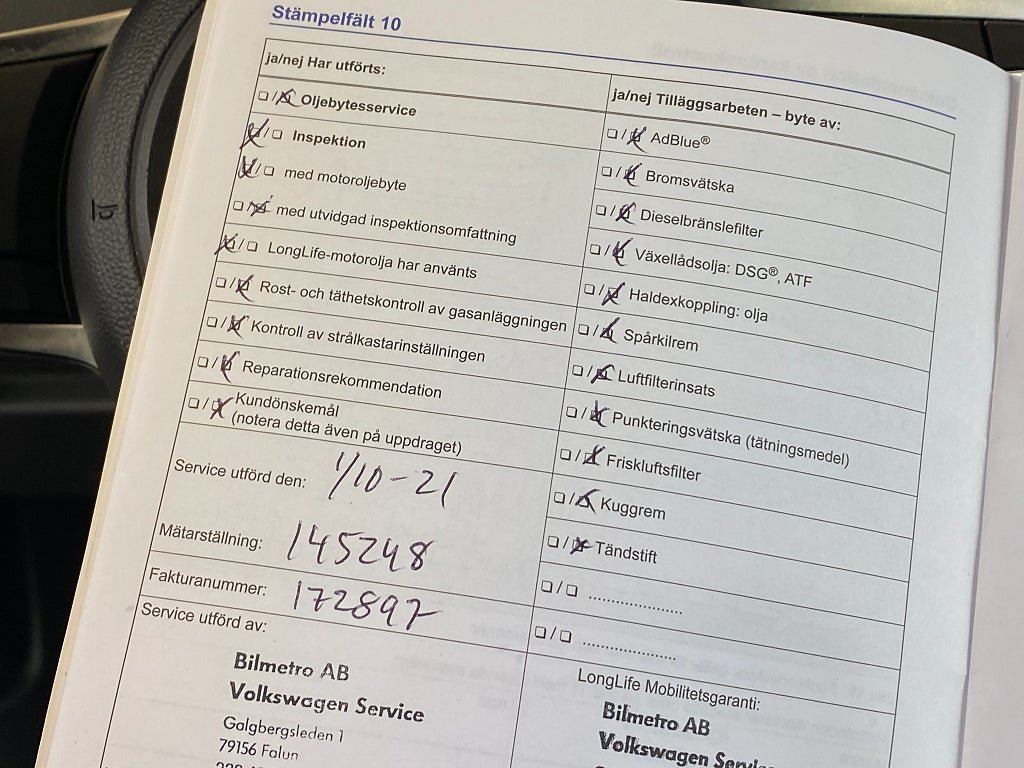 Stämpelfält 10
ja/nej Har utförts:
Oljebytesservice
Inspektion
med motoroljebyte
med utvidgad inspektionsomfattning
LongLife-motorolja har använts
Rost- och täthetskontroll av gasanläggningen
Kontroll av strålkastarinställningen
Reparationsrekommendation
Kundönskemål
(notera detta även på uppdraget)
Service utförd den: 1/10-21
Mätarställning: 145248
Fakturanummer: 172897
Service utförd av:
Bilmetro AB
Volkswagen Service
Galgbergsleden 1
79156 Falun
ja/nej Tilläggsarbeten – byte av:
AdBlue®
Bromsvätska
Dieselbränslefilter
Växellådsolja: DSG®, ATF
Haldexkoppling: olja
Spårkilrem
Luftfilterinsats
Punkteringsvätska (tätningsmedel)
Friskluftsfilter
Kuggrem
Tändstift
LongLife Mobilitetsgaranti:
Bilmetro AB
Volkswagen